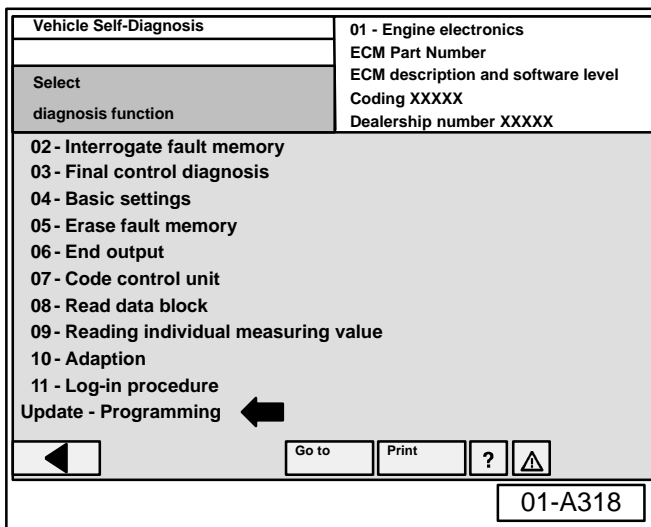 Vehicle Self-Diagnosis
Select
diagnosis function
01 - Engine electronics
ECM Part Number
ECM description and software level
Coding XXXXX
Dealership number XXXXX
02 - Interrogate fault memory
03 - Final control diagnosis
04 - Basic settings
05 - Erase fault memory
06 - End output
07 - Code control unit
08 - Read data block
09 - Reading individual measuring value
10 - Adaption
11 - Log-in procedure
Update - Programming
Go to
Print
?
01-A318